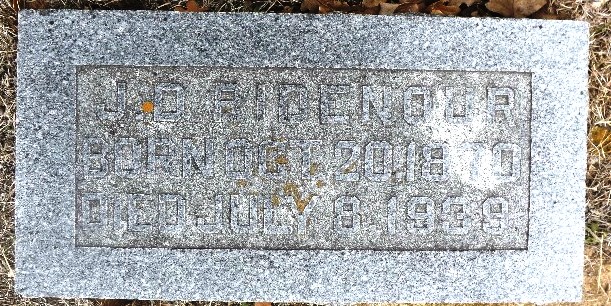 J. D. RIDENOUR
BORN OCT. 20, 1870
DIED JULY 8, 1939.